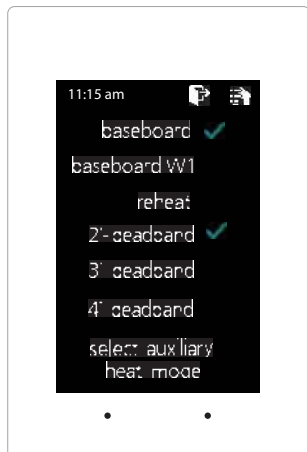 11:15 am
baseboard
baseboard W1
reheat
2°-deadband
3° deadband
4° deadband
select auxiliary
heat mode